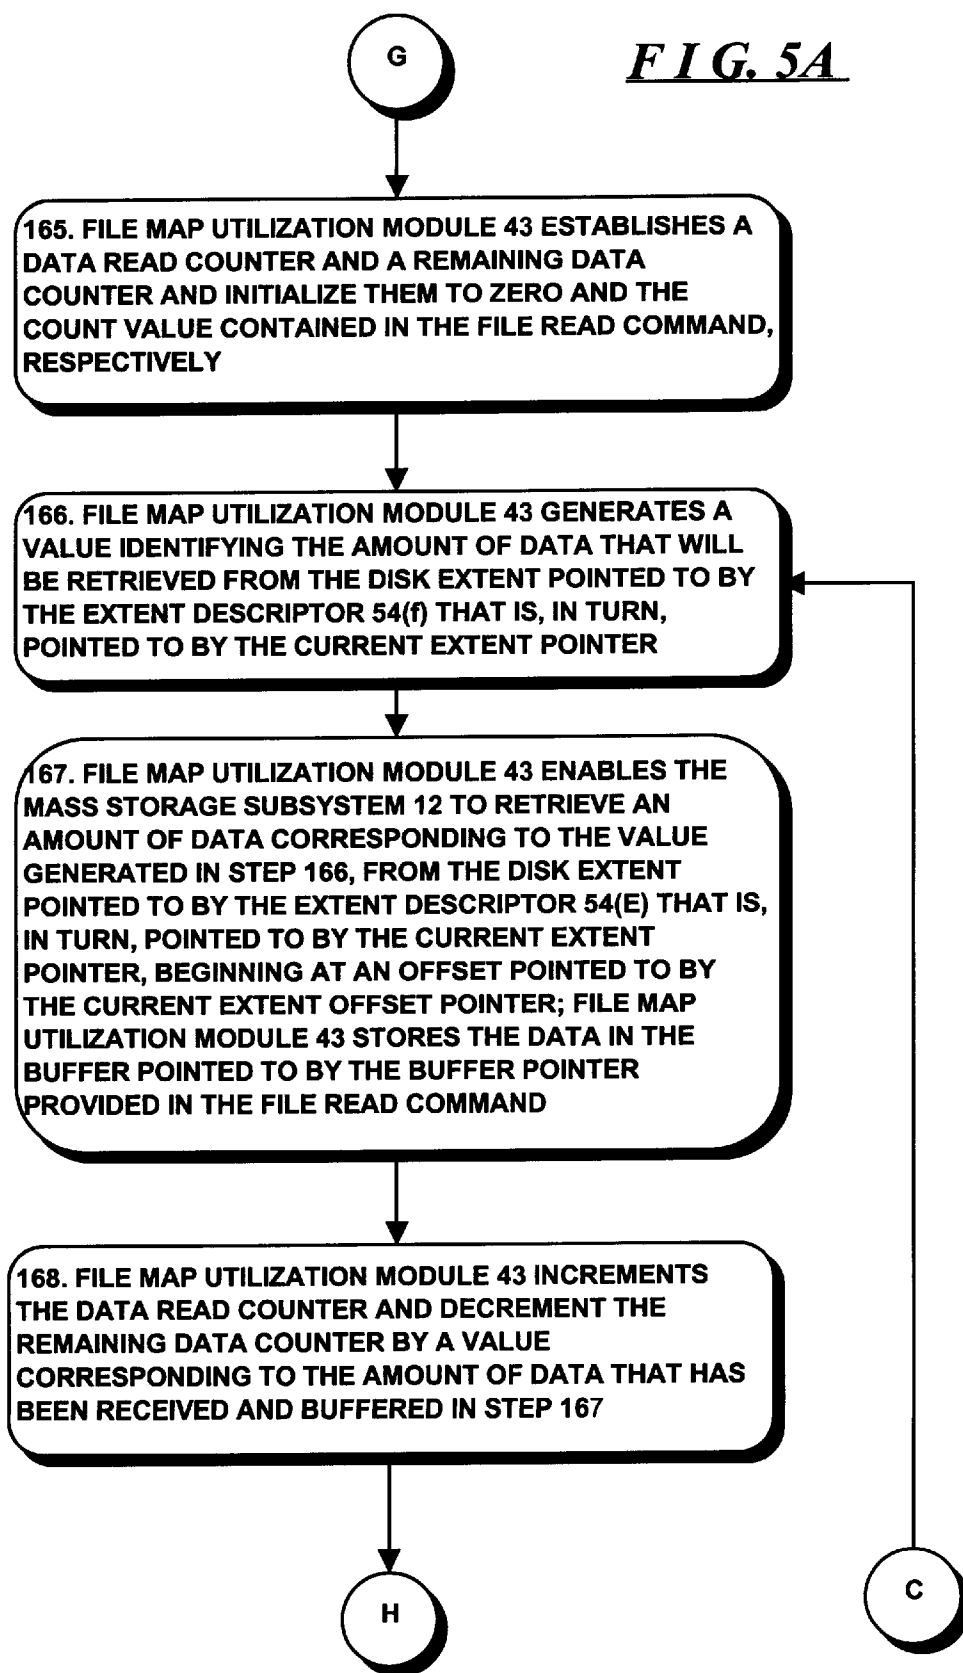 G
F I G. 5A
165. FILE MAP UTILIZATION MODULE 43 ESTABLISHES A
DATA READ COUNTER AND A REMAINING DATA
COUNTER AND INITIALIZE THEM TO ZERO AND THE
COUNT VALUE CONTAINED IN THE FILE READ COMMAND,
RESPECTIVELY
166. FILE MAP UTILIZATION MODULE 43 GENERATES A
VALUE IDENTIFYING THE AMOUNT OF DATA THAT WILL
BE RETRIEVED FROM THE DISK EXTENT POINTED TO BY
THE EXTENT DESCRIPTOR 54(f) THAT IS, IN TURN,
POINTED TO BY THE CURRENT EXTENT POINTER
167. FILE MAP UTILIZATION MODULE 43 ENABLES THE
MASS STORAGE SUBSYSTEM 12 TO RETRIEVE AN
AMOUNT OF DATA CORRESPONDING TO THE VALUE
GENERATED IN STEP 166, FROM THE DISK EXTENT
POINTED TO BY THE EXTENT DESCRIPTOR 54(E) THAT IS,
IN TURN, POINTED TO BY THE CURRENT EXTENT
POINTER, BEGINNING AT AN OFFSET POINTED TO BY
THE CURRENT EXTENT OFFSET POINTER; FILE MAP
UTILIZATION MODULE 43 STORES THE DATA IN THE
BUFFER POINTED TO BY THE BUFFER POINTER
PROVIDED IN THE FILE READ COMMAND
168. FILE MAP UTILIZATION MODULE 43 INCREMENTS
THE DATA READ COUNTER AND DECREMENT THE
REMAINING DATA COUNTER BY A VALUE
CORRESPONDING TO THE AMOUNT OF DATA THAT HAS
BEEN RECEIVED AND BUFFERED IN STEP 167
H
C